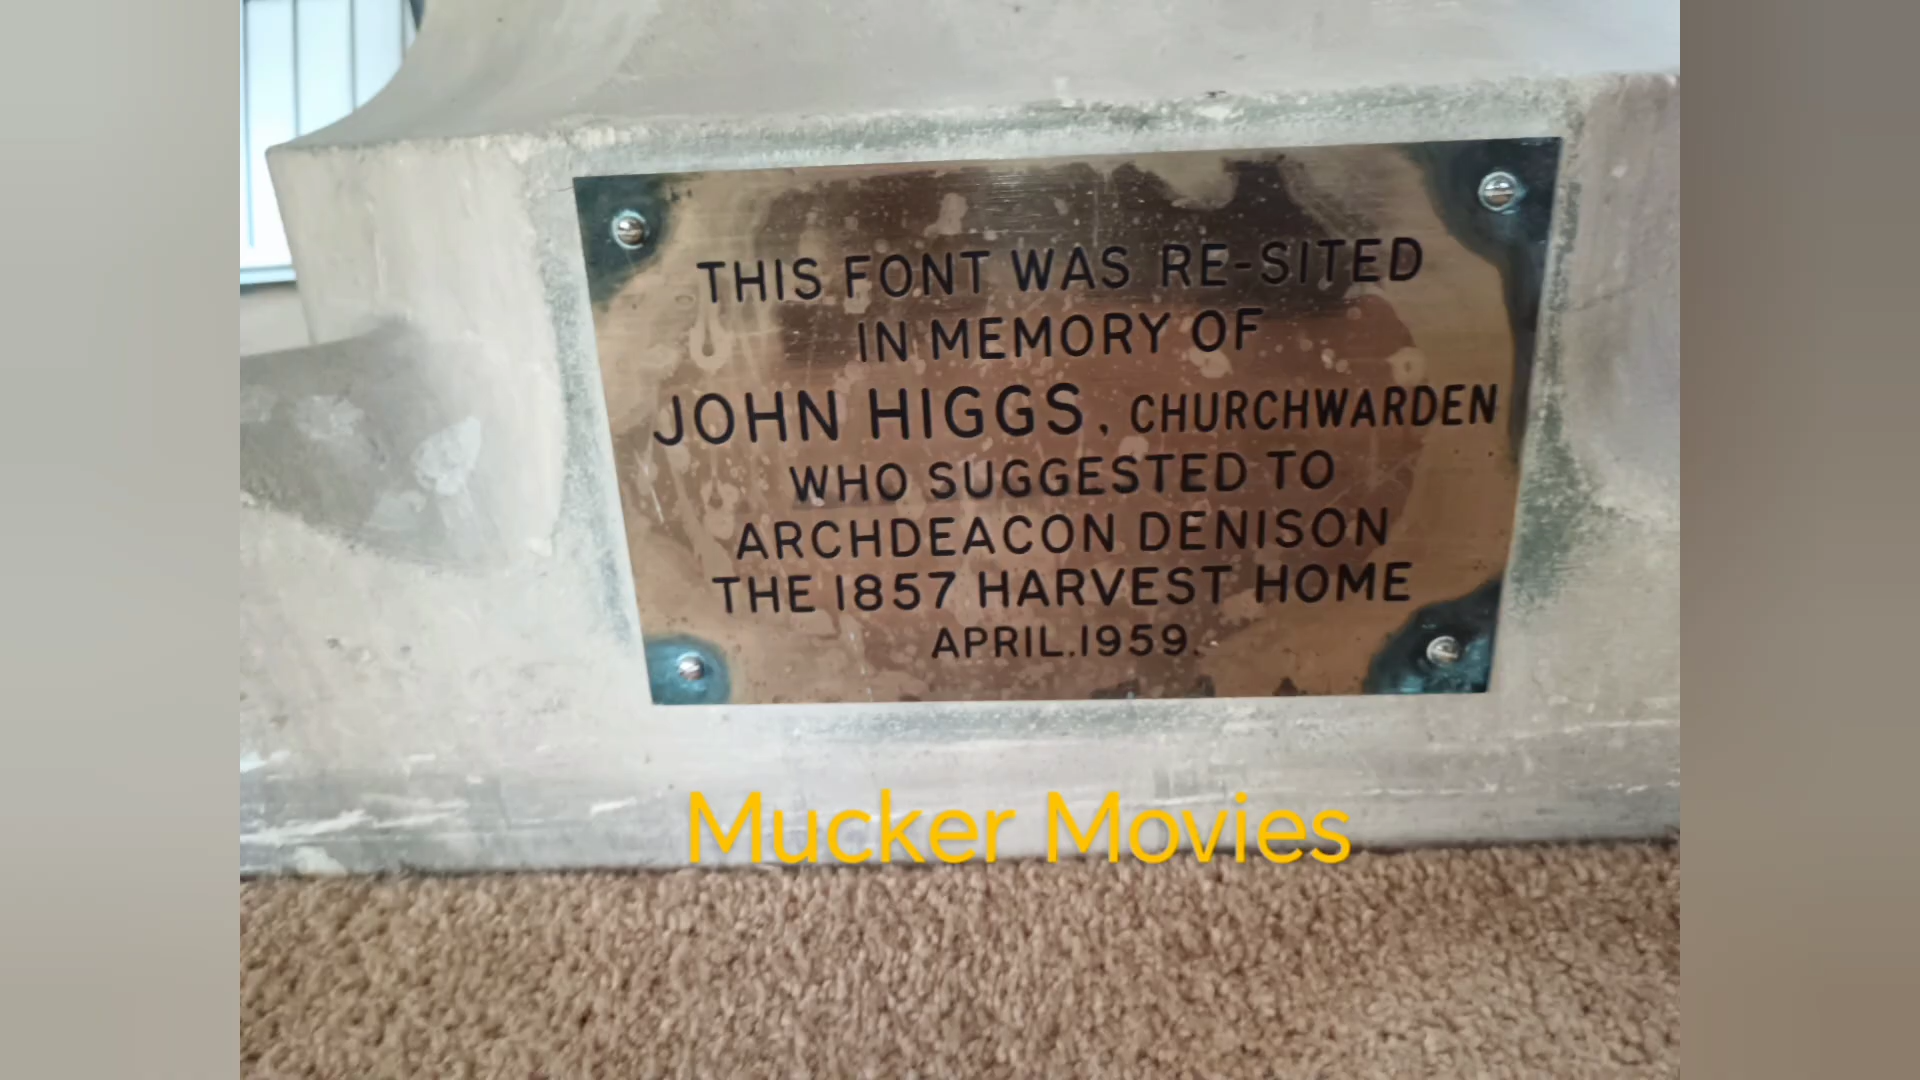 THIS FONT WAS RE-SITED
IN MEMORY OF
JOHN HIGGS, CHURCHWARDEN
WHO SUGGESTED TO
ARCHDEACON DENISON
THE 1857 HARVEST HOME
APRIL.1959.
Mucker Movies